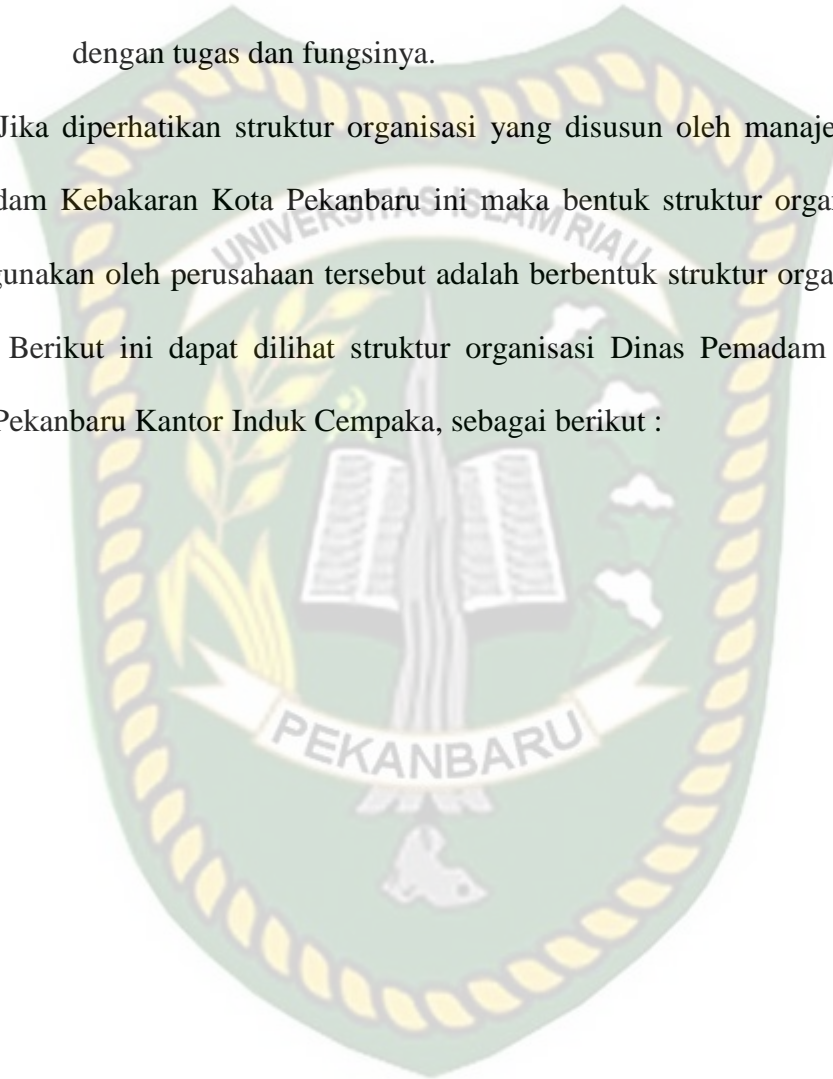 dengan tugas dan fungsinya.
Jika diperhatikan struktur organisasi yang disusun oleh manaje
dam Kebakaran Kota Pekanbaru ini maka bentuk struktur organ
gunakan oleh perusahaan tersebut adalah berbentuk struktur orga
Berikut ini dapat dilihat struktur organisasi Dinas Pemadam
Pekanbaru Kantor Induk Cempaka, sebagai berikut :
UNIVERSITAS ISLAM RIAU
PEKANBARU